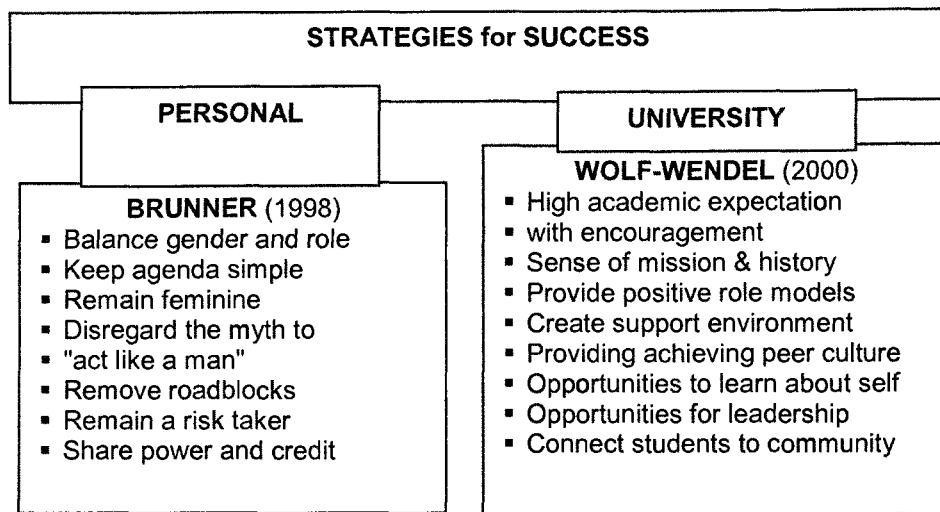 STRATEGIES for SUCCESS
PERSONAL
BRUNNER (1998)
▪ Balance gender and role
▪ Keep agenda simple
▪ Remain feminine
▪ Disregard the myth to
▪ "act like a man"
▪ Remove roadblocks
▪ Remain a risk taker
▪ Share power and credit
UNIVERSITY
WOLF-WENDEL (2000)
▪ High academic expectation
▪ with encouragement
▪ Sense of mission & history
▪ Provide positive role models
▪ Create support environment
▪ Providing achieving peer culture
▪ Opportunities to learn about self
▪ Opportunities for leadership
▪ Connect students to community